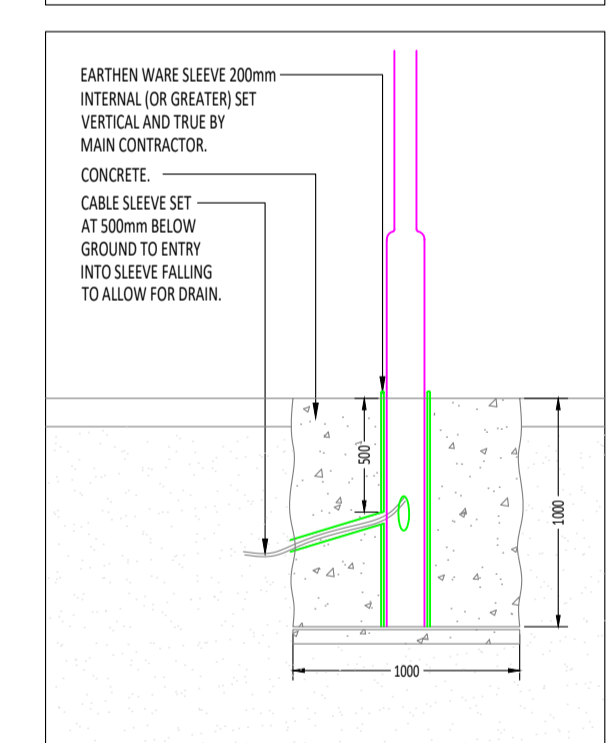 EARTHEN WARE SLEEVE 200mm
INTERNAL (OR GREATER) SET
VERTICAL AND TRUE BY
MAIN CONTRACTOR.
CONCRETE.
CABLE SLEEVE SET
AT 500mm BELOW
GROUND TO ENTRY
INTO SLEEVE FALLING
TO ALLOW FOR DRAIN.
500
1000
1000